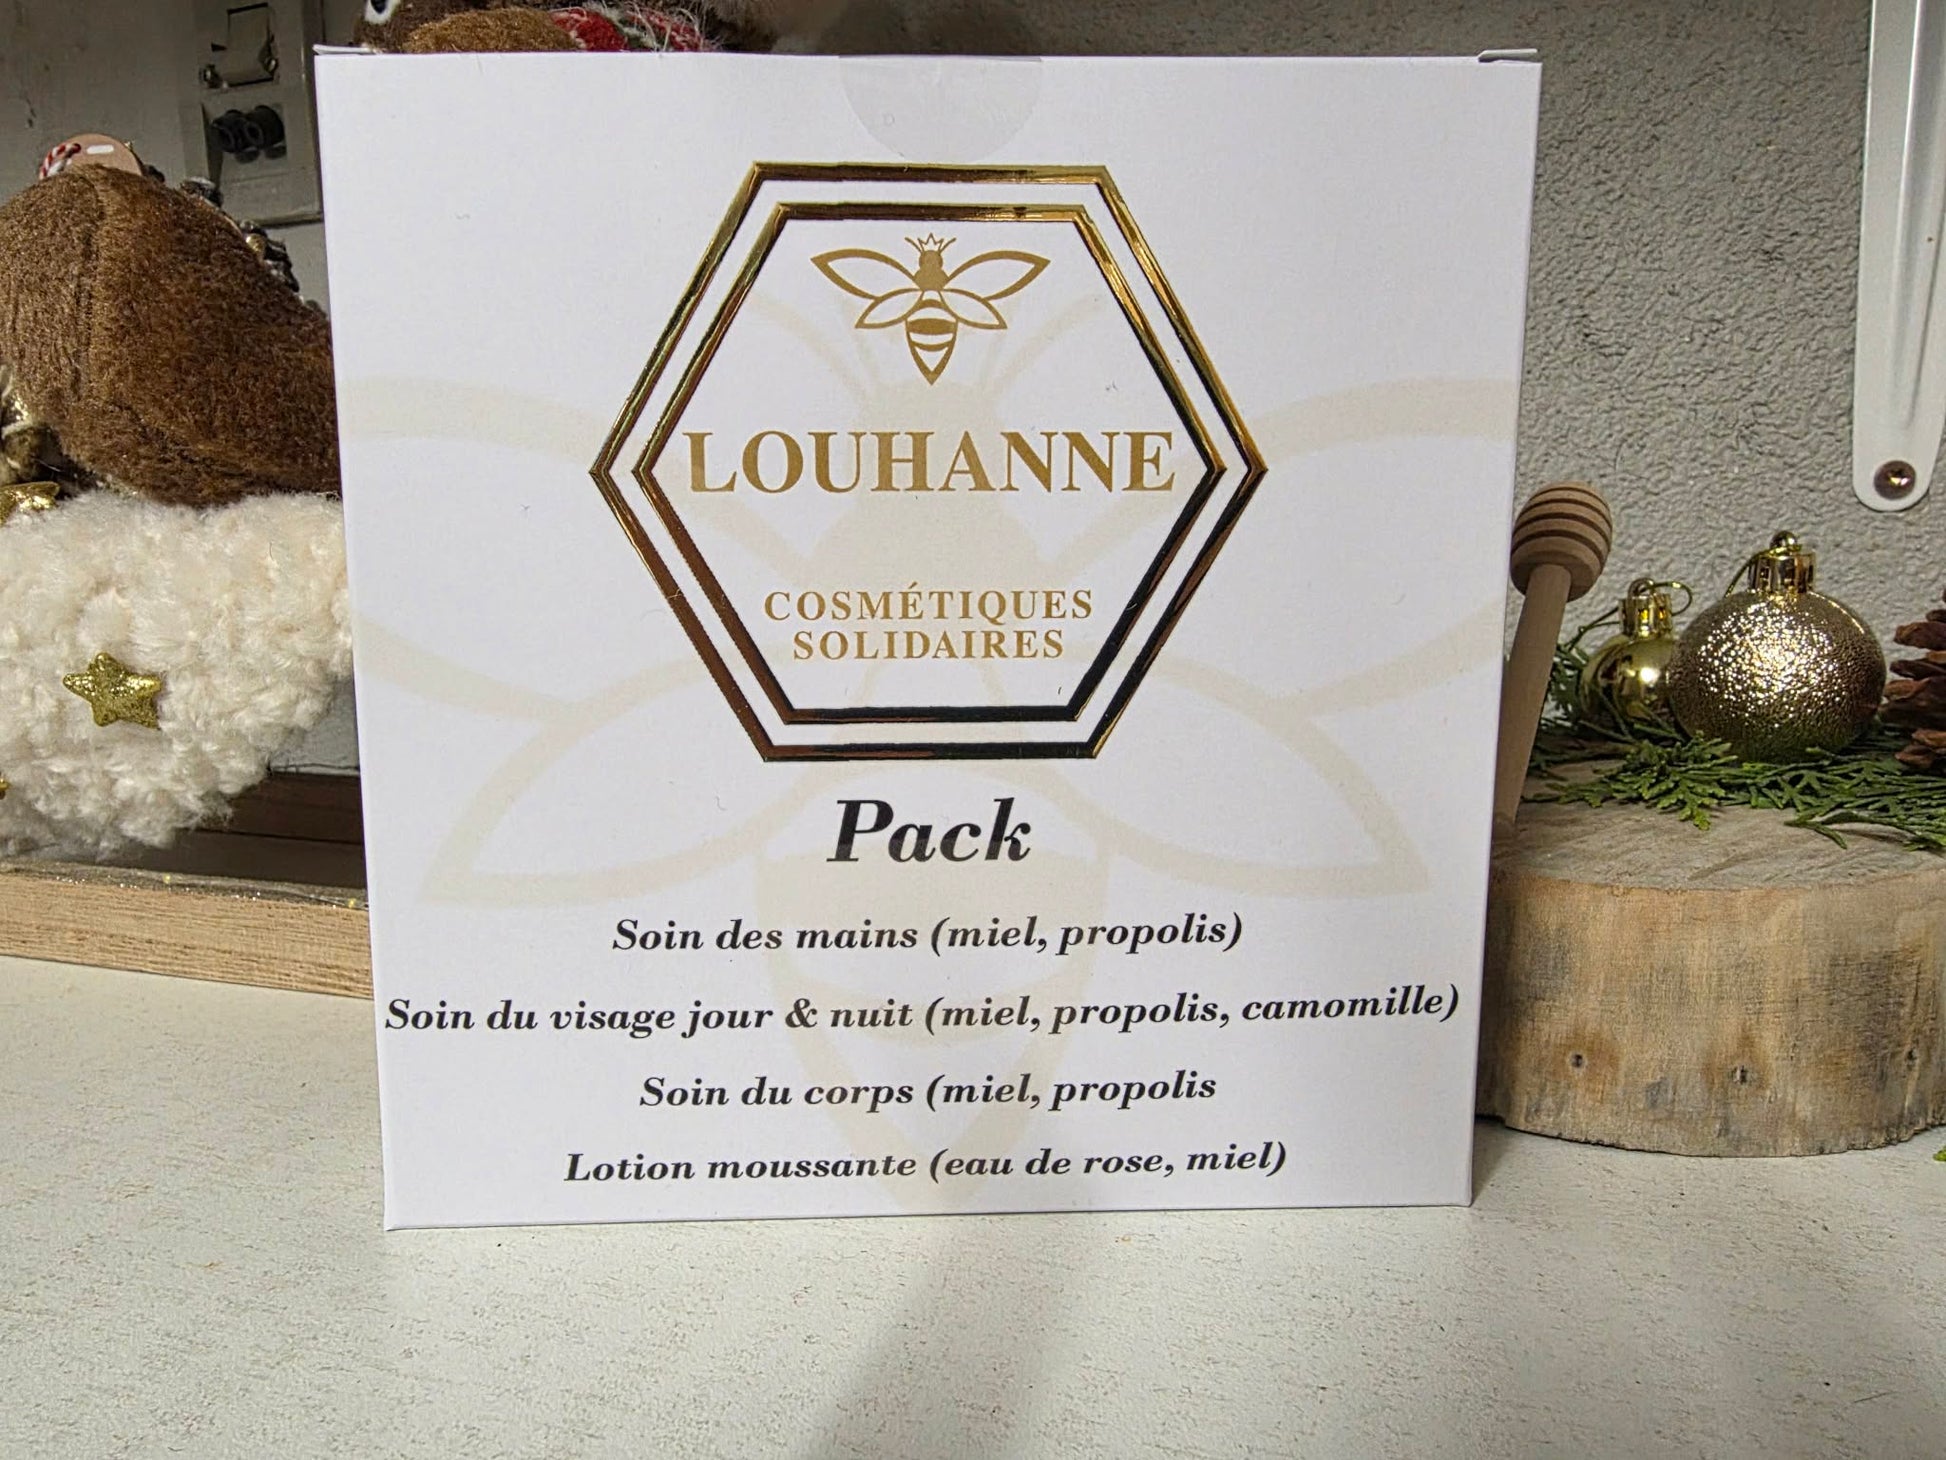 LOUHANNE
COSMÉTIQUES
SOLIDAIRES
Pack
Soin des mains (miel, propolis)
Soin du visage jour & nuit (miel, propolis, camomille)
Soin du corps (miel, propolis
Lotion moussante (eau de rose, miel)